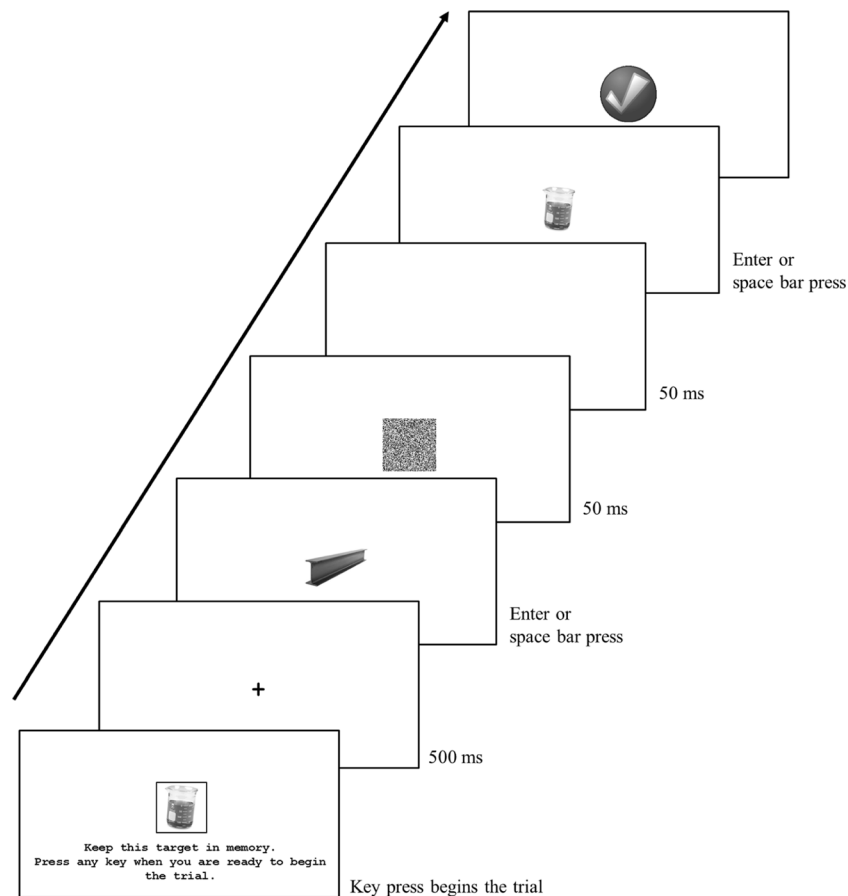 Enter or
space bar press
50 ms
50 ms
Enter or
space bar press
500 ms
Keep this target in memory.
Press any key when you are ready to begin
the trial.
Key press begins the trial